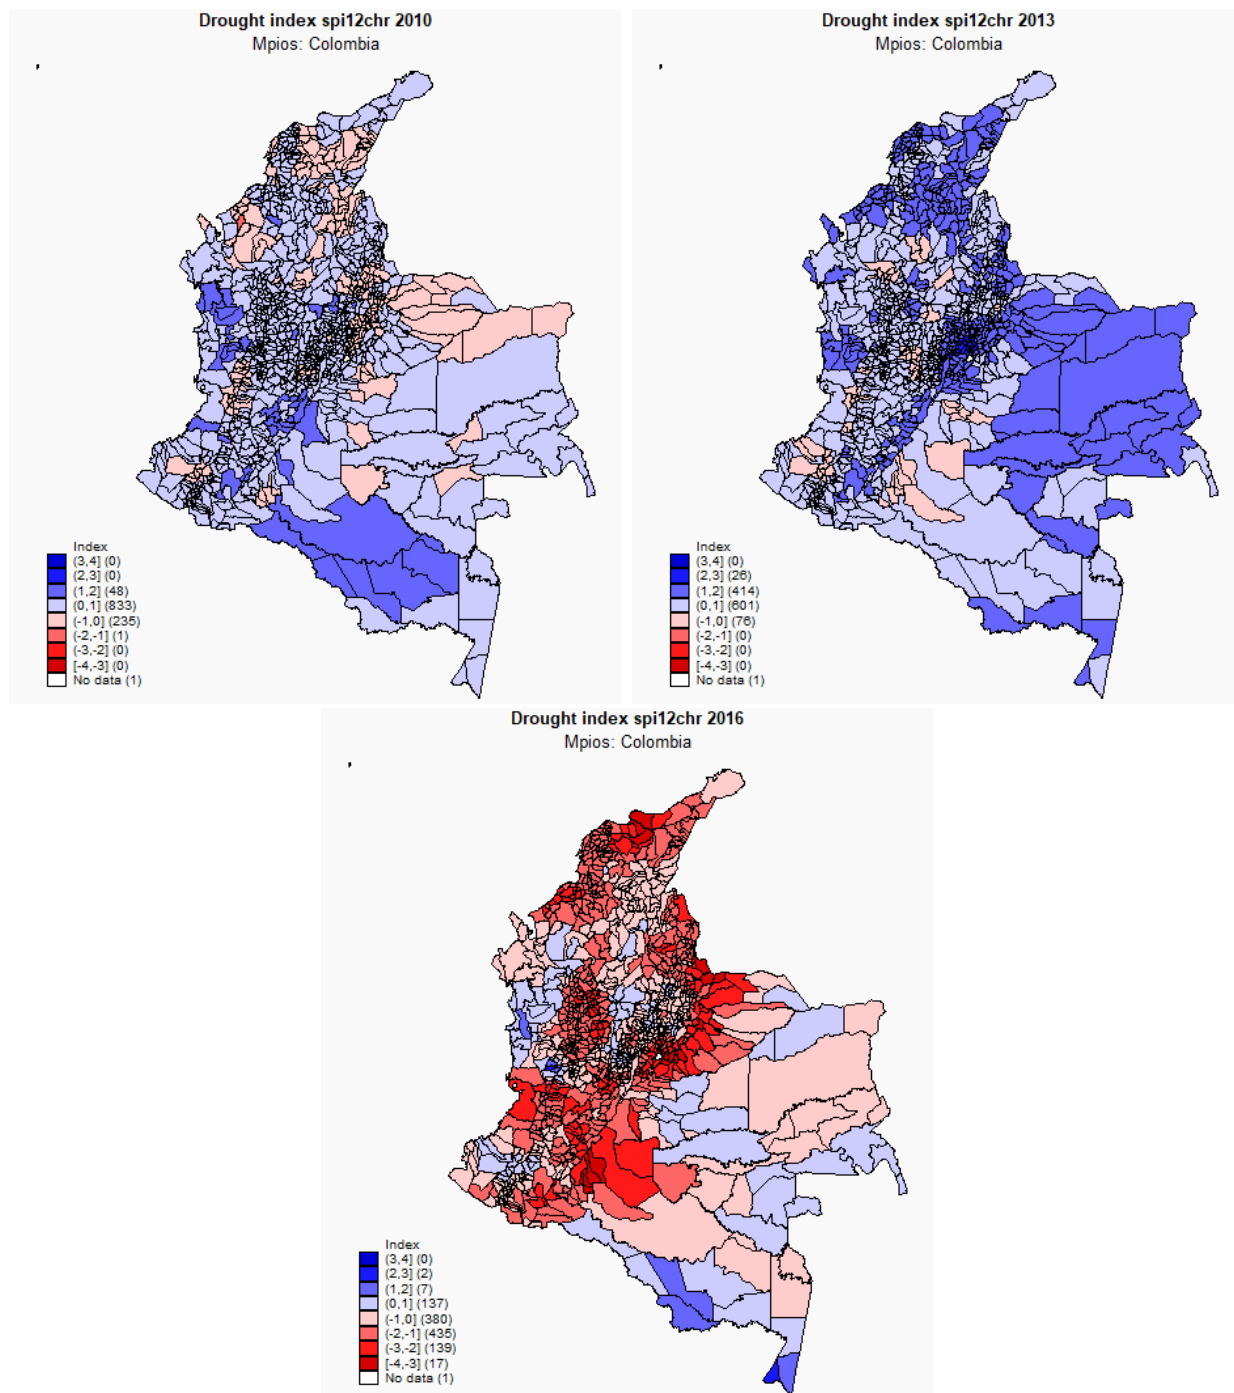 Drought index spi12chr 2010
Mpios: Colombia
Index
(3,4] (0)
(2,3] (0)
(1,2] (48)
(0,1] (833)
(-1,0] (235)
(-2,-1] (1)
(-3,-2] (0)
[-4,-3] (0)
No data (1)
Drought index spi12chr 2013
Mpios: Colombia
Index
(3,4] (0)
(2,3] (26)
(1,2] (414)
(0,1] (601)
(-1,0] (76)
(-2,-1] (0)
(-3,-2] (0)
[-4,-3] (0)
No data (1)
Drought index spi12chr 2016
Mpios: Colombia
Index
(3,4] (0)
(2,3] (2)
(1,2] (7)
(0,1] (137)
(-1,0] (380)
(-2,-1] (435)
(-3,-2] (139)
[-4,-3] (17)
No data (1)